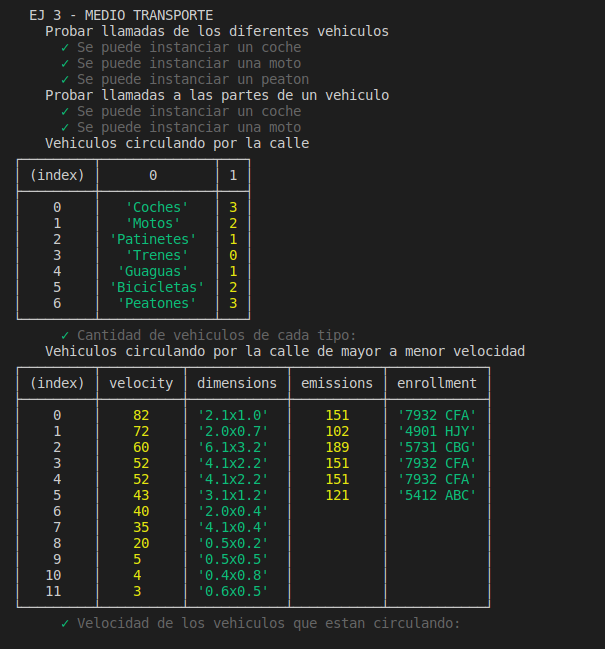 EJ 3 - MEDIO TRANSPORTE
Probar llamadas de los diferentes vehiculos
✓ Se puede instanciar un coche
✓ Se puede instanciar una moto
✓ Se puede instanciar un peaton
Probar llamadas a las partes de un vehiculo
✓ Se puede instanciar un coche
✓ Se puede instanciar una moto
Vehiculos circulando por la calle
(index) 0 1
0 'Coches' 3
1 'Motos' 2
2 'Patinetes' 1
3 'Trenes' 0
4 'Guaguas' 1
5 'Bicicletas' 2
6 'Peatones' 3
✓ Cantidad de vehiculos de cada tipo:
Vehiculos circulando por la calle de mayor a menor velocidad
(index) velocity dimensions emissions enrollment
0 82 '2.1x1.0' 151 '7932 CFA'
1 72 '2.0x0.7' 102 '4901 HJY'
2 60 '6.1x3.2' 189 '5731 CBG'
3 52 '4.1x2.2' 151 '7932 CFA'
4 52 '4.1x2.2' 151 '7932 CFA'
5 43 '3.1x1.2' 121 '5412 ABC'
6 40 '2.0x0.4'
7 35 '4.1x0.4'
8 20 '0.5x0.2'
9 5 '0.5x0.5'
10 4 '0.4x0.8'
11 3 '0.6x0.5'
✓ Velocidad de los vehiculos que estan circulando: